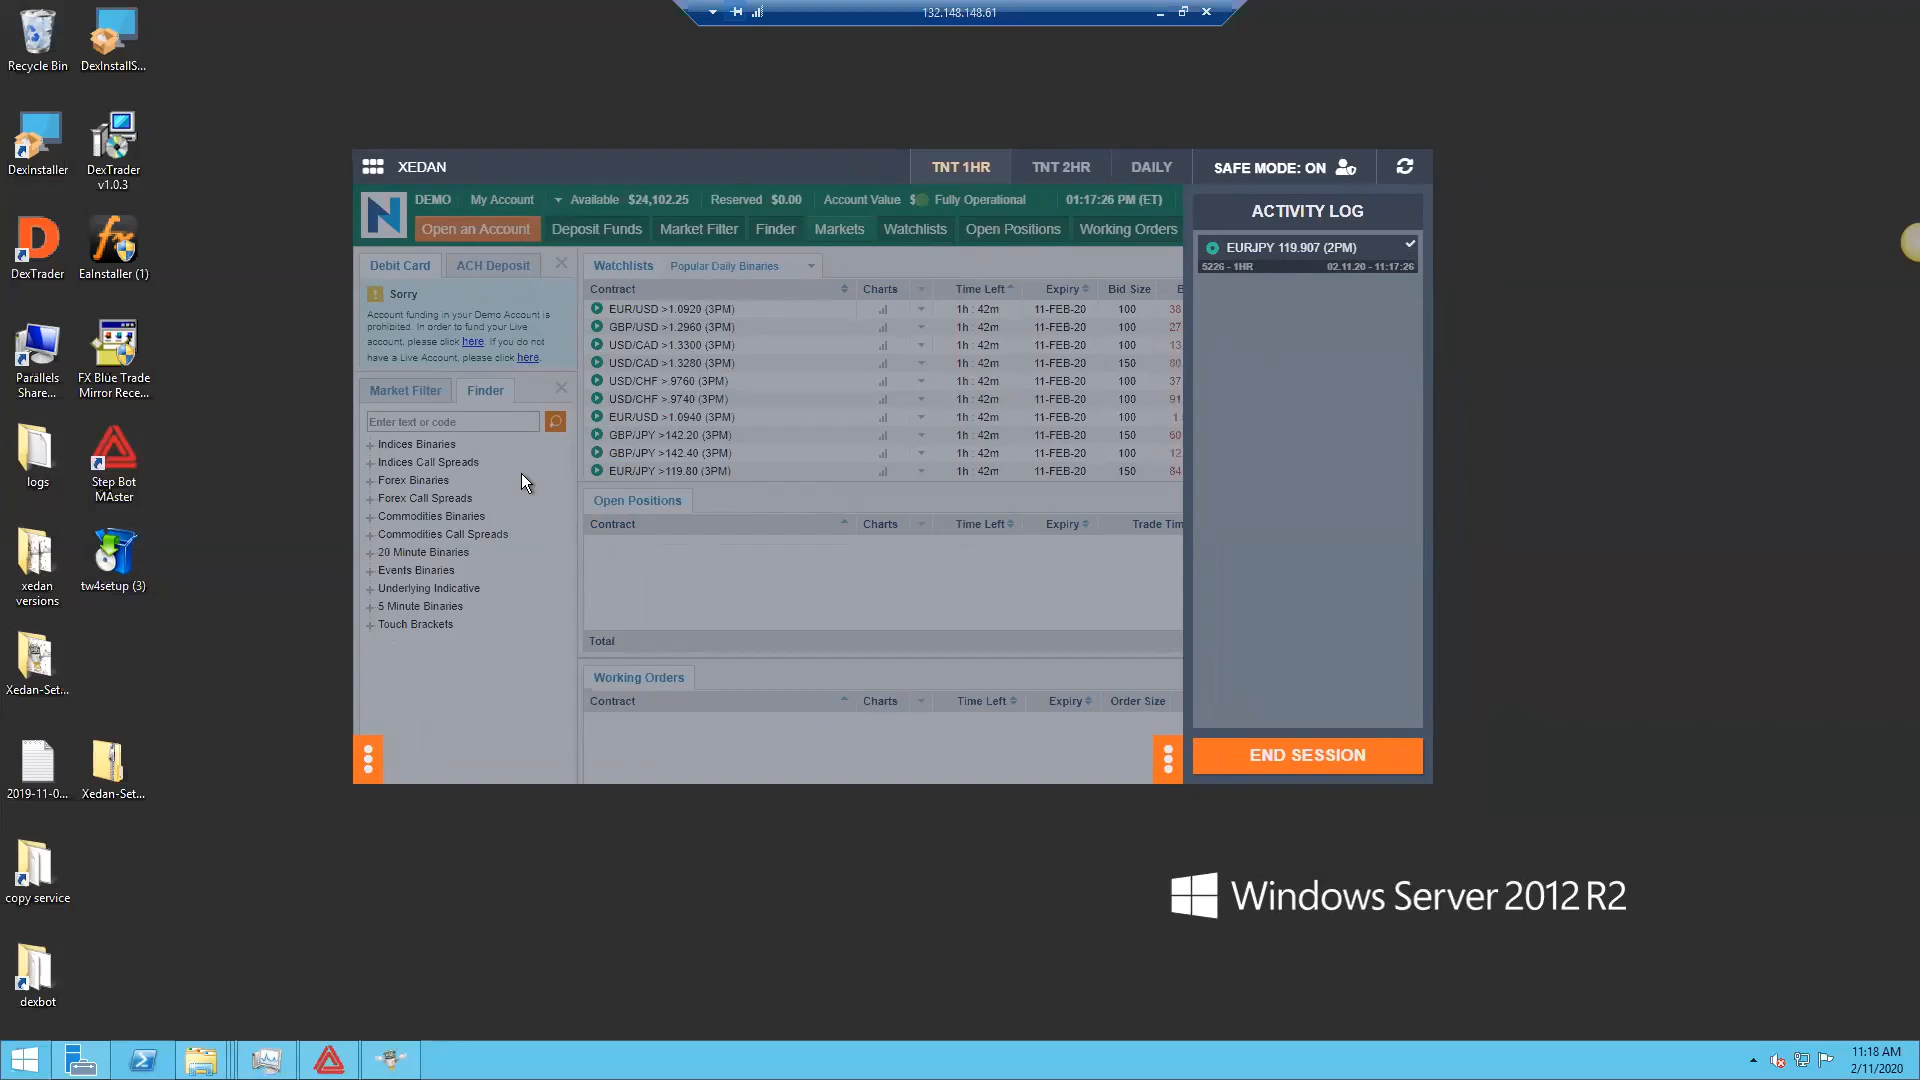 132.148.148.61
Recycle Bin
DexInstallS...
DexInstaller
DexTrader
v1.0.3
DexTrader
EaInstaller (1)
Parallels
Share...
FX Blue Trade
Mirror Rece...
logs
Step Bot
MAster
xedan
versions
tw4setup (3)
Xedan-Set...
2019-11-0...
Xedan-Set...
copy service
dexbot
XEDAN
TNT 1HR
TNT 2HR
DAILY
SAFE MODE: ON
DEMO
My Account
Available $24,102.25
Reserved $0.00
Account Value $
Fully Operational
01:17:26 PM (ET)
Open an Account
Deposit Funds
Market Filter
Finder
Markets
Watchlists
Open Positions
Working Orders
Debit Card
ACH Deposit
Sorry
Account funding in your Demo Account is
prohibited. In order to fund your Live
account, please click here. If you do not
have a Live Account, please click here.
Market Filter
Finder
Enter text or code
Indices Binaries
Indices Call Spreads
Forex Binaries
Forex Call Spreads
Commodities Binaries
Commodities Call Spreads
20 Minute Binaries
Events Binaries
Underlying Indicative
5 Minute Binaries
Touch Brackets
Watchlists
Popular Daily Binaries
Contract Charts Time Left Expiry Bid Size
EUR/USD >1.0920 (3PM) 1h : 42m 11-FEB-20 100 38
GBP/USD >1.2960 (3PM) 1h : 42m 11-FEB-20 100 27
USD/CAD >1.3300 (3PM) 1h : 42m 11-FEB-20 100 13
USD/CAD >1.3280 (3PM) 1h : 42m 11-FEB-20 150 80
USD/CHF >.9760 (3PM) 1h : 42m 11-FEB-20 100 37
USD/CHF >.9740 (3PM) 1h : 42m 11-FEB-20 100 91
EUR/USD >1.0940 (3PM) 1h : 42m 11-FEB-20 100 1
GBP/JPY >142.20 (3PM) 1h : 42m 11-FEB-20 150 60
GBP/JPY >142.40 (3PM) 1h : 42m 11-FEB-20 100 12
EUR/JPY >119.80 (3PM) 1h : 42m 11-FEB-20 150 84
Open Positions
Contract Charts Time Left Expiry Trade Tim
Total
Working Orders
Contract Charts Time Left Expiry Order Size
ACTIVITY LOG
EURJPY 119.907 (2PM)
5226 - 1HR 02.11.20 - 11:17:26
END SESSION
Windows Server 2012 R2
11:18 AM
2/11/2020